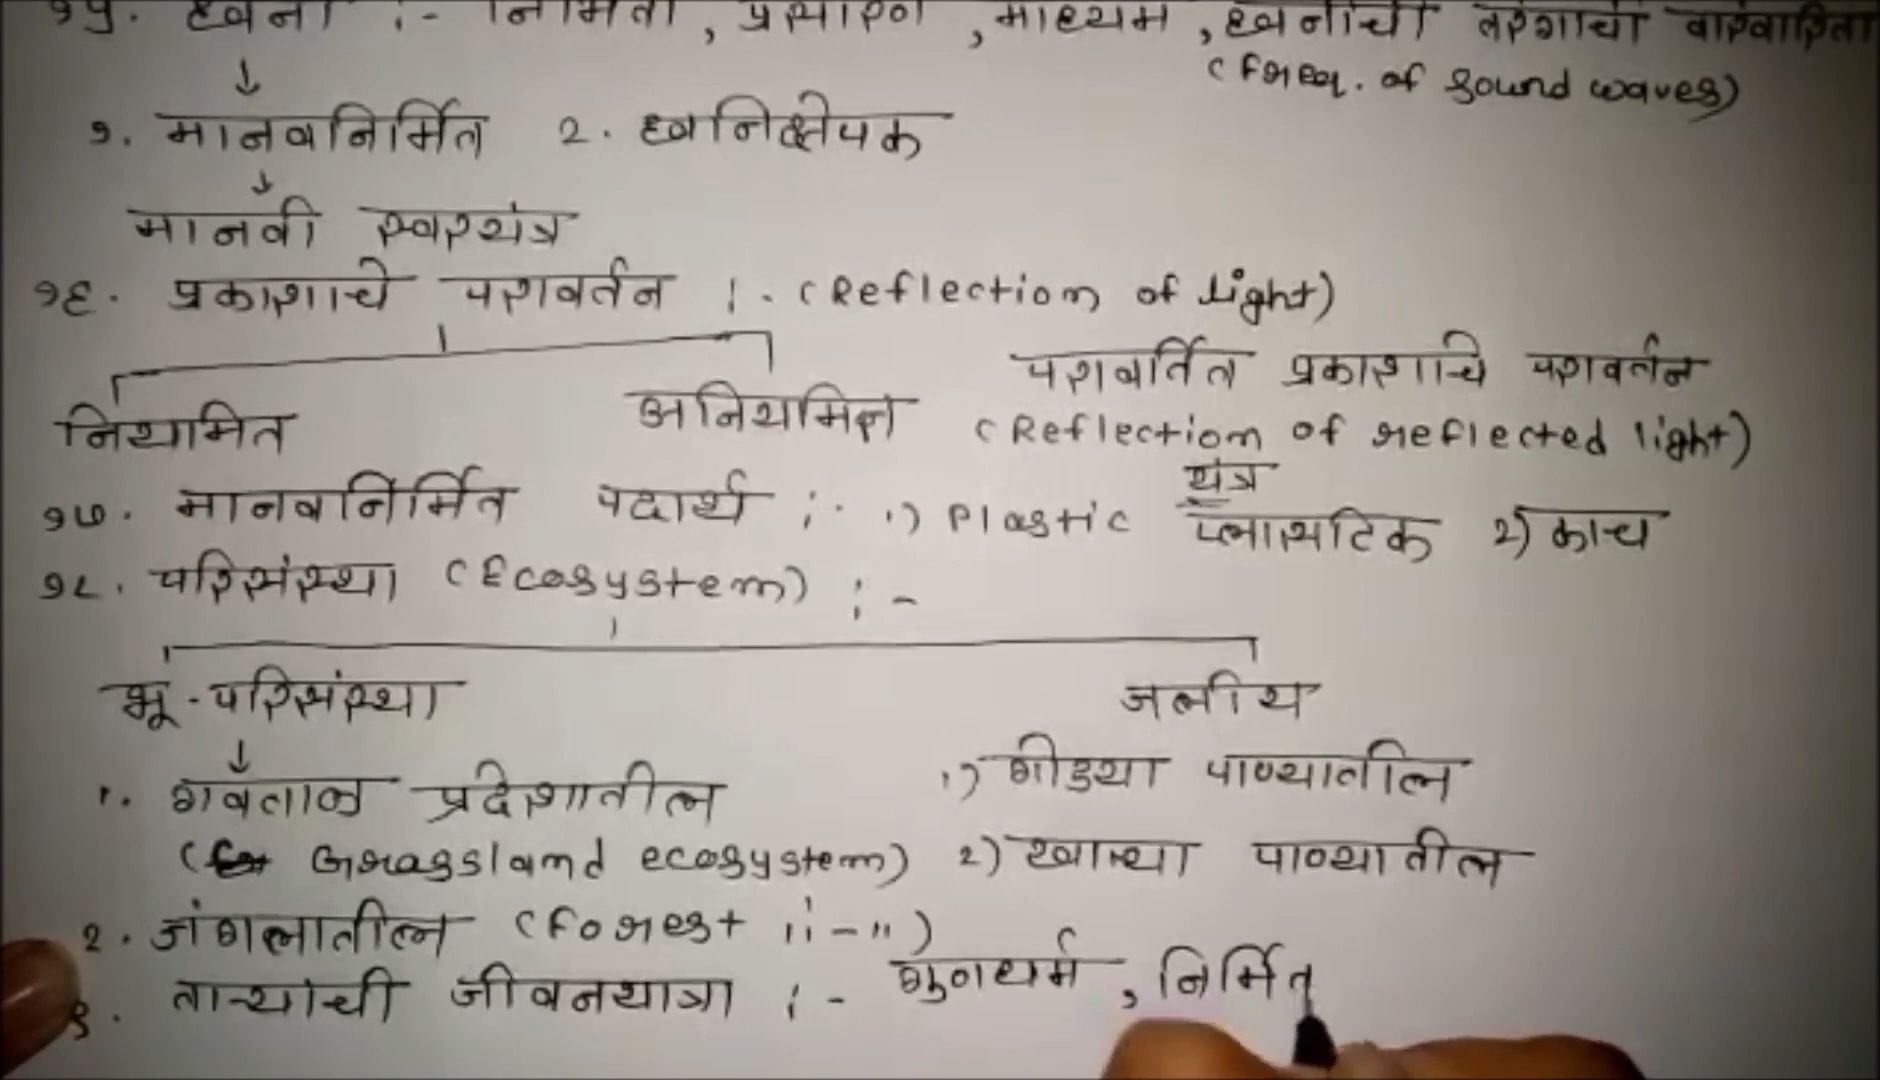 १५. ध्वनी :- निर्मिती, प्रसारण, माध्यम, ध्वनीची तरंगाची वारंवारिता
(Freq. of Sound waves)
१. मानवनिर्मित २. ध्वनिक्षेपक
मानवी स्वरयंत्र
१६. प्रकाशाचे परावर्तन :- (Reflection of light)
नियामित अनियमित परावर्तित प्रकाशाचे परावर्तन
(Reflection of reflected light)
यंत्र
१७. मानवनिर्मित पदार्थ :- १) Plastic प्लास्टिक २) काच
१८. परिसंस्था (Ecosystem) :-
भू-परिसंस्था जलीय
१. गवताळ प्रदेशातील १) गोड्या पाण्यातील
(Grassland ecosystem) २) खाऱ्या पाण्यातील
२. जंगलातील (Forest "-")
ताऱ्यांची जीवनयात्रा :- गुणधर्म, निर्मित